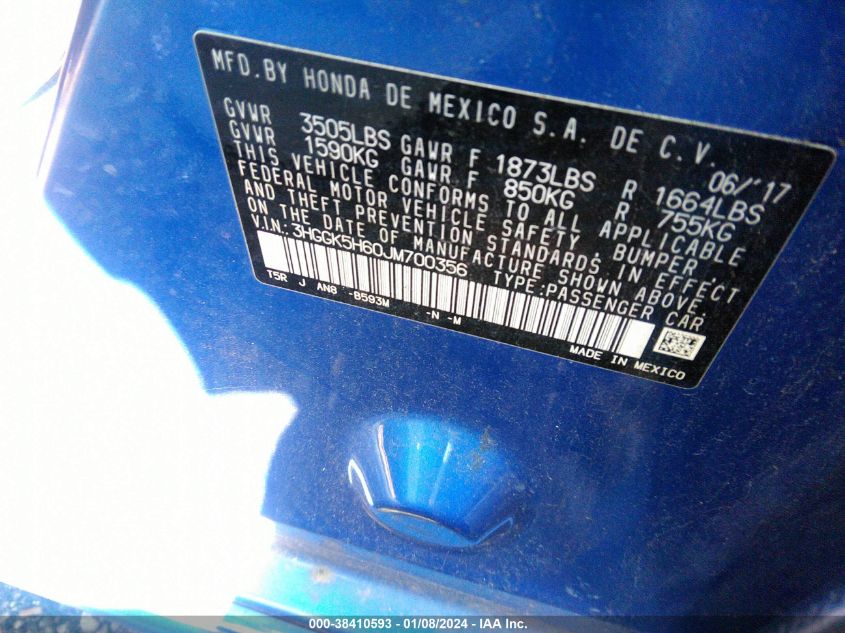 MFD.BY HONDA DE MEXICO S.A. DE C.V. 06/'17
GVWR 3505LBS GAWR F 1873LBS R 1664LBS
GVWR 1590KG GAWR F 850KG R 755KG
THIS VEHICLE CONFORMS TO ALL APPLICABLE
FEDERAL MOTOR VEHICLE SAFETY, BUMPER,
AND THEFT PREVENTION STANDARDS IN EFFECT
ON THE DATE OF MANUFACTURE SHOWN ABOVE.
V.I.N.: 3HGGK5H60JM700356 TYPE:PASSENGER CAR
T5R J AN8 -B593M -N -M
MADE IN MEXICO
000-38410593 - 01/08/2024 - IAA Inc.